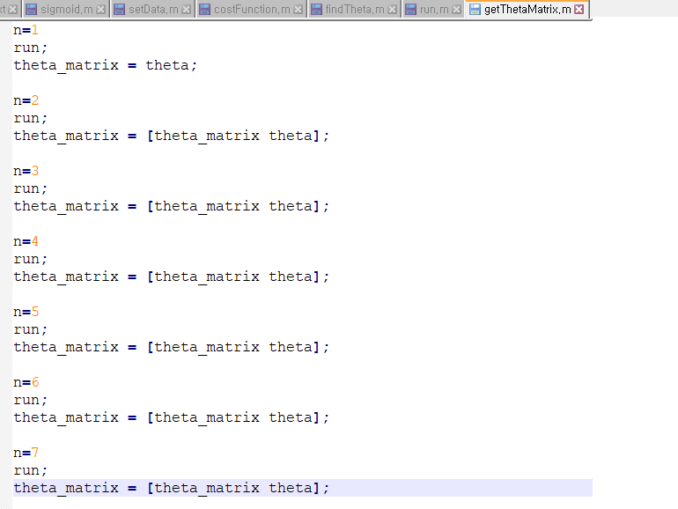 xt
sigmoid.m
setData.m
costFunction.m
findTheta.m
run.m
getThetaMatrix.m
n=1
run;
theta_matrix = theta;
n=2
run;
theta_matrix = [theta_matrix theta];
n=3
run;
theta_matrix = [theta_matrix theta];
n=4
run;
theta_matrix = [theta_matrix theta];
n=5
run;
theta_matrix = [theta_matrix theta];
n=6
run;
theta_matrix = [theta_matrix theta];
n=7
run;
theta_matrix = [theta_matrix theta];